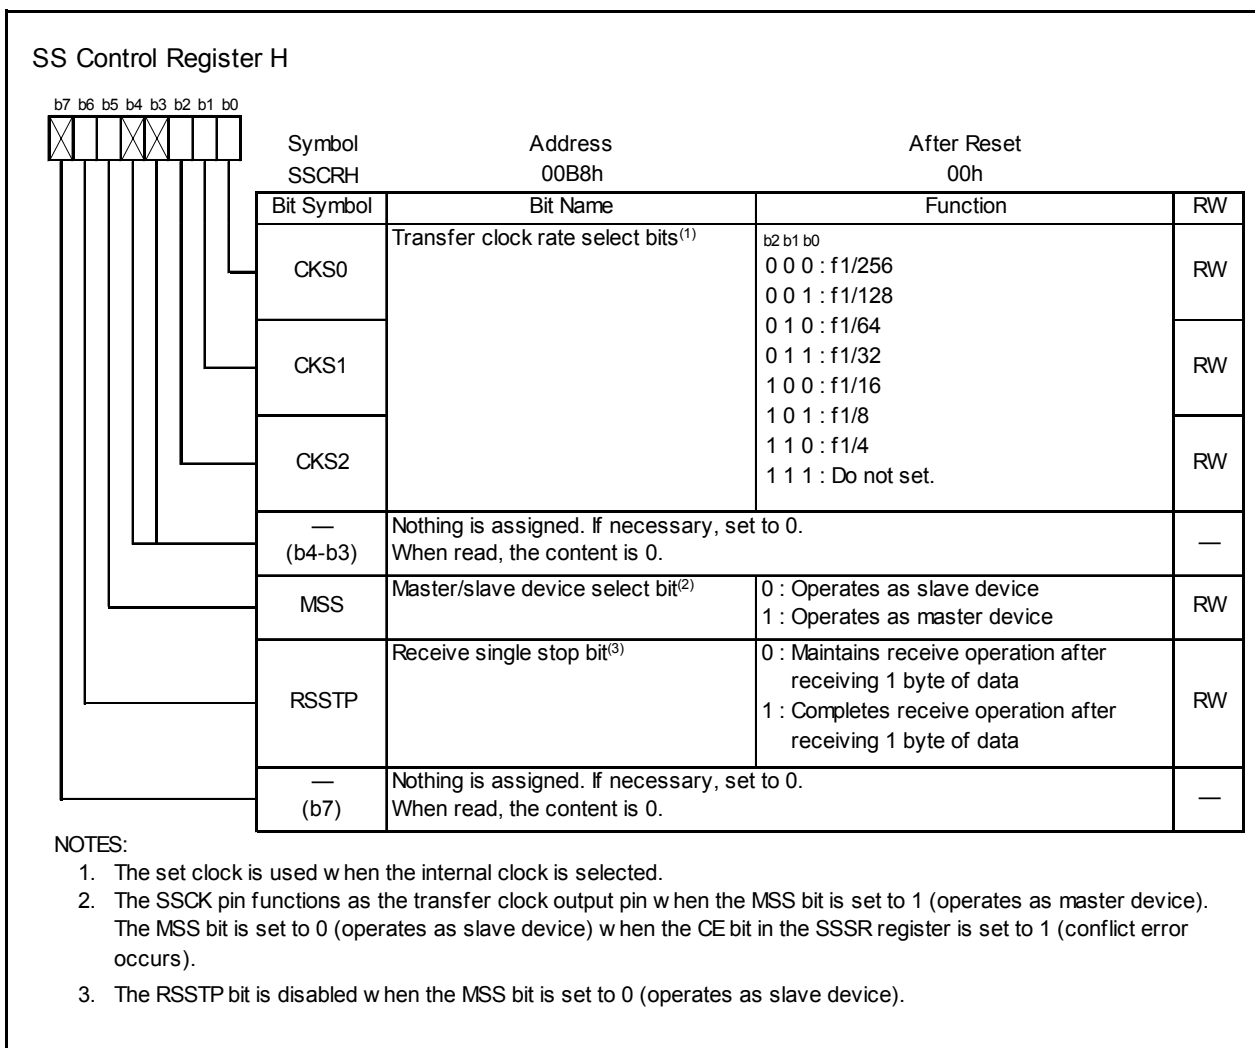 SS Control Register H
b7 b6 b5 b4 b3 b2 b1 b0
Symbol Address After Reset
SSCRH 00B8h 00h
Bit Symbol Bit Name Function RW
CKS0 Transfer clock rate select bits(1) b2 b1 b0 RW
0 0 0 : f1/256
0 0 1 : f1/128
0 1 0 : f1/64
CKS1 0 1 1 : f1/32 RW
1 0 0 : f1/16
1 0 1 : f1/8
1 1 0 : f1/4
CKS2 1 1 1 : Do not set. RW
— Nothing is assigned. If necessary, set to 0. —
(b4-b3) When read, the content is 0.
MSS Master/slave device select bit(2) 0 : Operates as slave device RW
1 : Operates as master device
RSSTP Receive single stop bit(3) 0 : Maintains receive operation after RW
receiving 1 byte of data
1 : Completes receive operation after
receiving 1 byte of data
— Nothing is assigned. If necessary, set to 0. —
(b7) When read, the content is 0.
NOTES:
1. The set clock is used when the internal clock is selected.
2. The SSCK pin functions as the transfer clock output pin when the MSS bit is set to 1 (operates as master device).
The MSS bit is set to 0 (operates as slave device) when the CE bit in the SSSR register is set to 1 (conflict error
occurs).
3. The RSSTP bit is disabled when the MSS bit is set to 0 (operates as slave device).